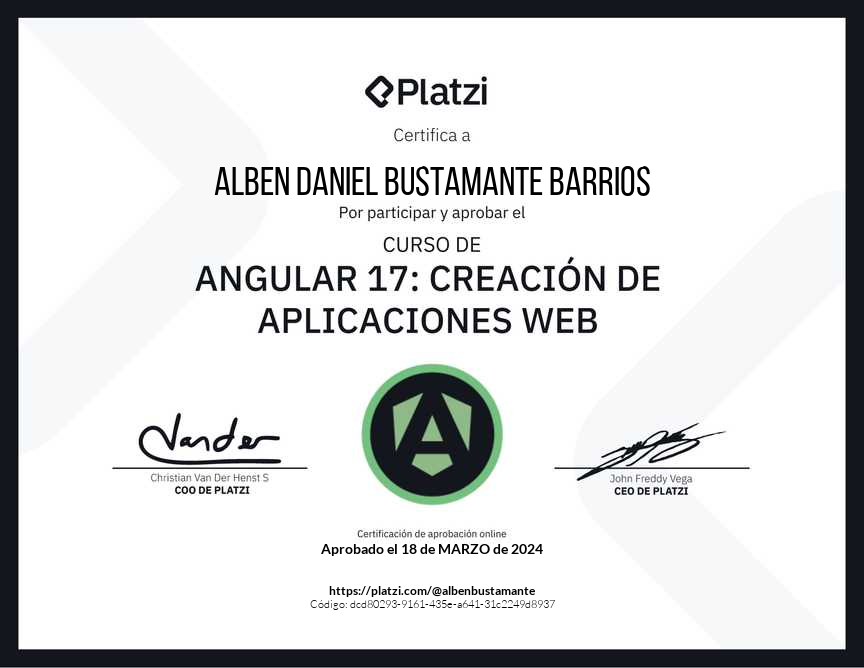 Platzi
Certifica a
ALBEN DANIEL BUSTAMANTE BARRIOS
Por participar y aprobar el
CURSO DE
ANGULAR 17: CREACIÓN DE
APLICACIONES WEB
Vander
Christian Van Der Henst S
COO DE PLATZI
John Freddy Vega
CEO DE PLATZI
Certificación de aprobación online
Aprobado el 18 de MARZO de 2024
https://platzi.com/@albenbustamante
Código: dcd80293-9161-435e-a641-31c2249d8937